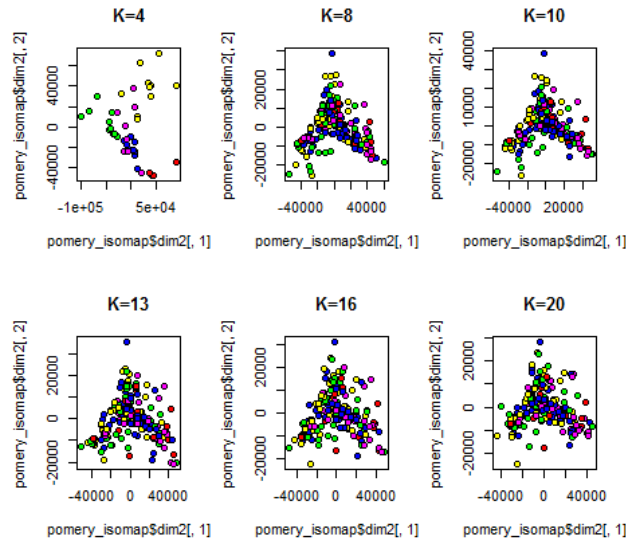 K=4 K=8 K=10
pomery_isomap$dim2[, 2] pomery_isomap$dim2[, 2] pomery_isomap$dim2[, 2]
40000 20000 10000
0 0 -20000
-40000 -20000
-1e+05 5e+04 -40000 40000 -40000 20000
pomery_isomap$dim2[, 1] pomery_isomap$dim2[, 1] pomery_isomap$dim2[, 1]
K=13 K=16 K=20
pomery_isomap$dim2[, 2] pomery_isomap$dim2[, 2] pomery_isomap$dim2[, 2]
20000 20000 20000
0 0 0
-20000 -20000 -20000
-40000 0 40000 -40000 0 40000 -40000 0 40000
pomery_isomap$dim2[, 1] pomery_isomap$dim2[, 1] pomery_isomap$dim2[, 1]